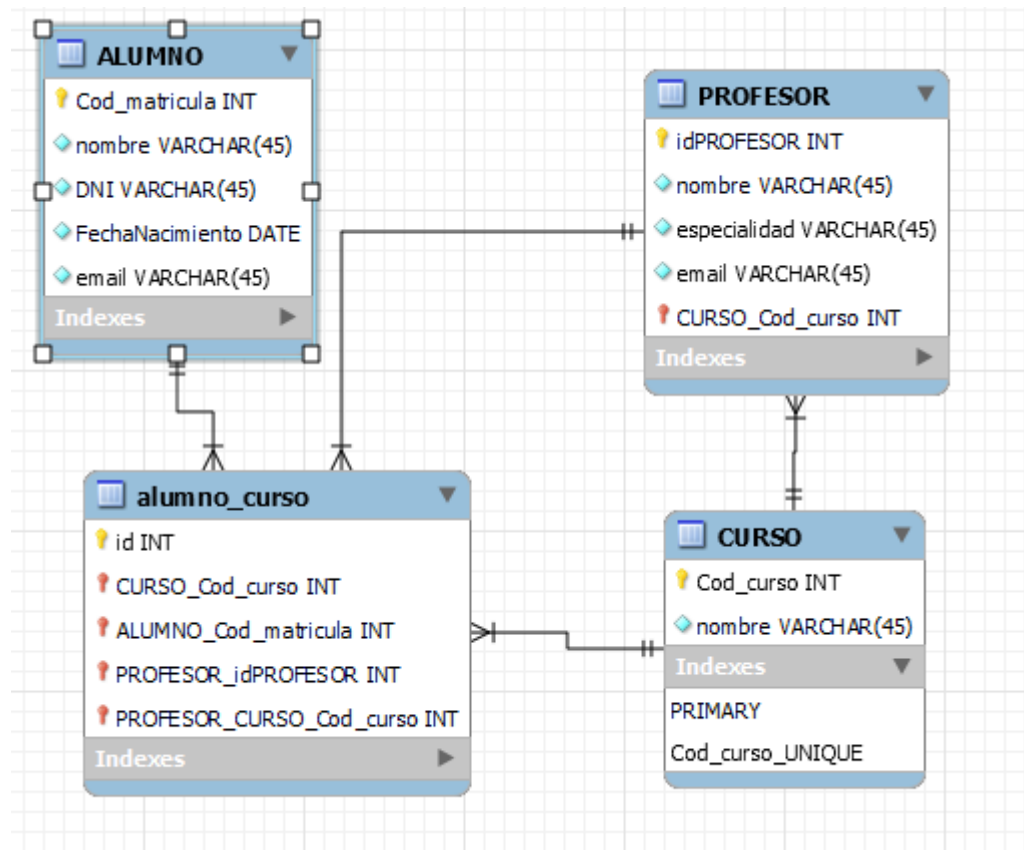 ALUMNO
Cod_matricula INT
nombre VARCHAR(45)
DNI VARCHAR(45)
FechaNacimiento DATE
email VARCHAR(45)
Indexes
PROFESOR
idPROFESOR INT
nombre VARCHAR(45)
especialidad VARCHAR(45)
email VARCHAR(45)
CURSO_Cod_curso INT
Indexes
alumno_curso
id INT
CURSO_Cod_curso INT
ALUMNO_Cod_matricula INT
PROFESOR_idPROFESOR INT
PROFESOR_CURSO_Cod_curso INT
Indexes
CURSO
Cod_curso INT
nombre VARCHAR(45)
Indexes
PRIMARY
Cod_curso_UNIQUE